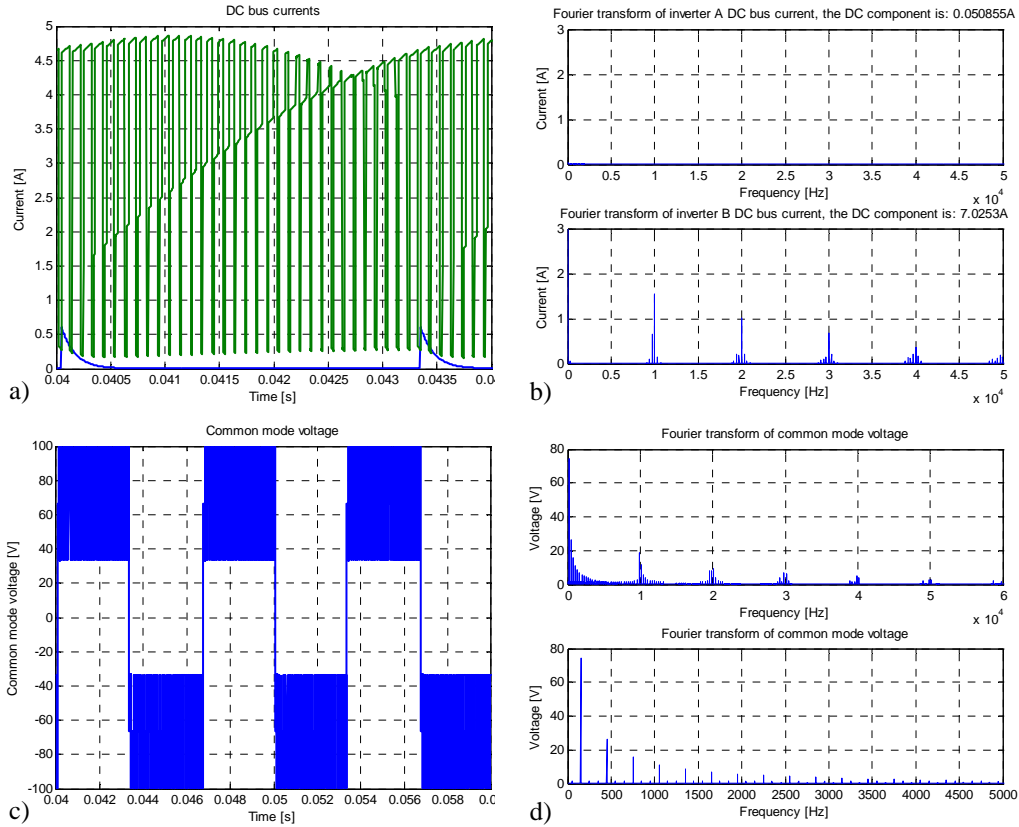 DC bus currents
5
4.5
4
3.5
3
2.5
2
1.5
1
0.5
0
Current [A]
0.04 0.0405 0.041 0.0415 0.042 0.0425 0.043 0.0435 0.0
Time [s]
a)
Fourier transform of inverter A DC bus current, the DC component is: 0.050855A
3
2
1
0
Current [A]
0 0.5 1 1.5 2 2.5 3 3.5 4 4.5 5
Frequency [Hz]
x 10^4
Fourier transform of inverter B DC bus current, the DC component is: 7.0253A
3
2
1
0
Current [A]
0 0.5 1 1.5 2 2.5 3 3.5 4 4.5 5
Frequency [Hz]
x 10^4
b)
Common mode voltage
100
80
60
40
20
0
-20
-40
-60
-80
-100
Common mode voltage [V]
0.04 0.042 0.044 0.046 0.048 0.05 0.052 0.054 0.056 0.058 0.0
Time [s]
c)
Fourier transform of common mode voltage
80
60
40
20
0
Voltage [V]
0 1 2 3 4 5 6
Frequency [Hz]
x 10^4
Fourier transform of common mode voltage
80
60
40
20
0
Voltage [V]
0 500 1000 1500 2000 2500 3000 3500 4000 4500 5000
Frequency [Hz]
d)